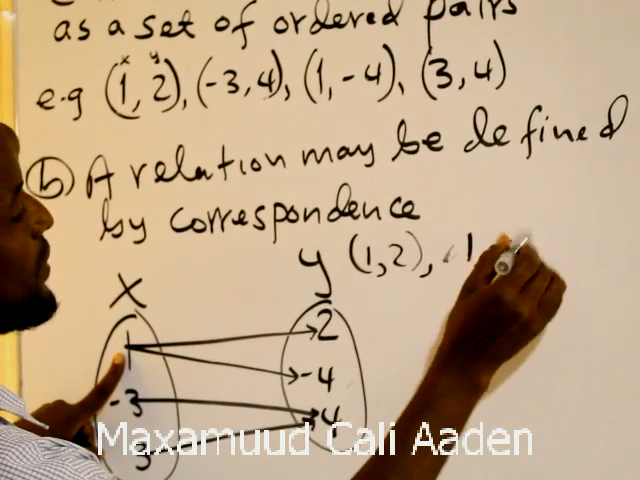 as a set of ordered pairs
x y
e.g (1, 2), (-3, 4), (1, -4), (3, 4)
(b) A relation may be defined
by correspondence
x y (1, 2), (1
1 2
-4
-3 4
3
Maxamuud Cali Aaden